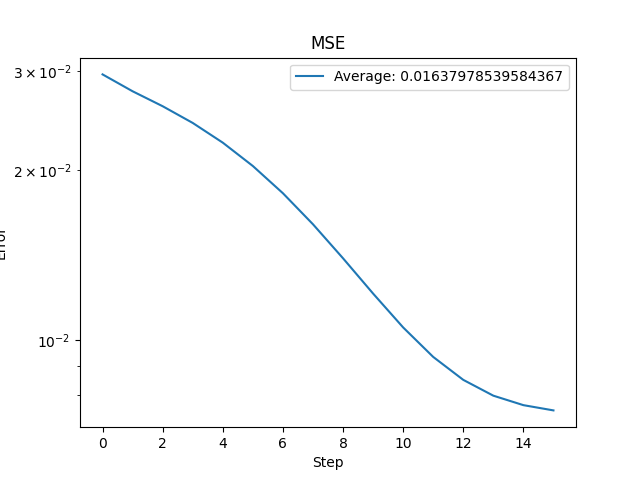 MSE
Average: 0.01637978539584367
3 × 10⁻²
2 × 10⁻²
10⁻²
Error
0 2 4 6 8 10 12 14
Step